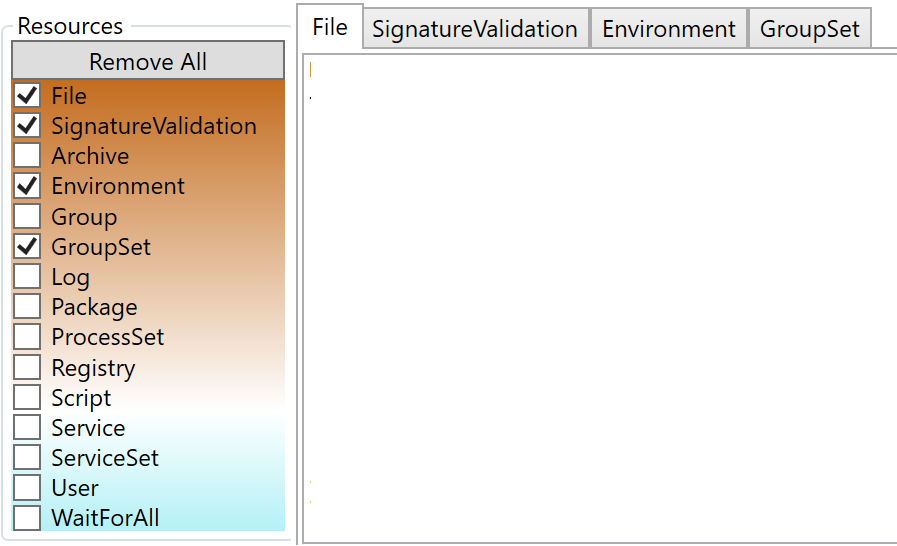 Resources
Remove All
File
SignatureValidation
Archive
Environment
Group
GroupSet
Log
Package
ProcessSet
Registry
Script
Service
ServiceSet
User
WaitForAll
File SignatureValidation Environment GroupSet